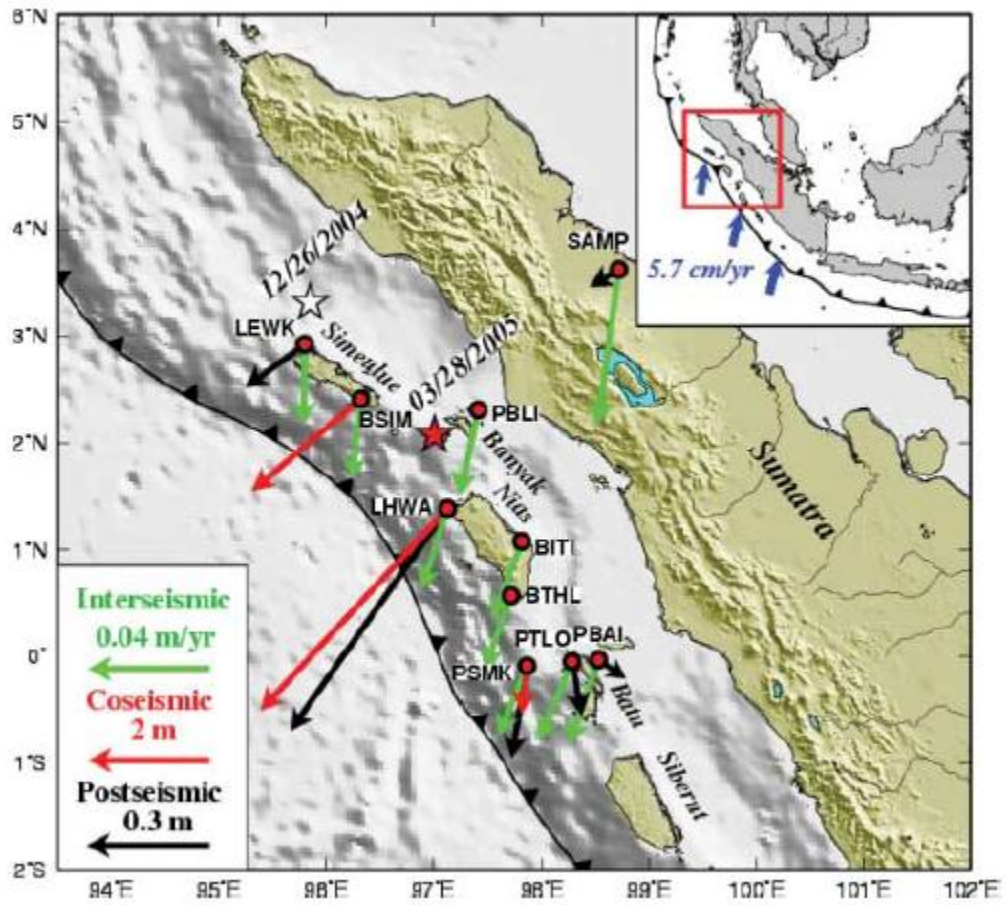 6°N
5°N
4°N
3°N
2°N
1°N
0°
1°S
2°S
94°E
95°E
96°E
97°E
98°E
99°E
100°E
101°E
102°E
12/26/2004
03/28/2005
SAMP
LEWK
Simeulue
BSIM
PBLI
Banyak
LHWA
Nias
BITI
BTHL
PTLO
PBAI
PSMK
Batu
Siberut
Sumatra
5.7 cm/yr
Interseismic
0.04 m/yr
Coseismic
2 m
Postseismic
0.3 m